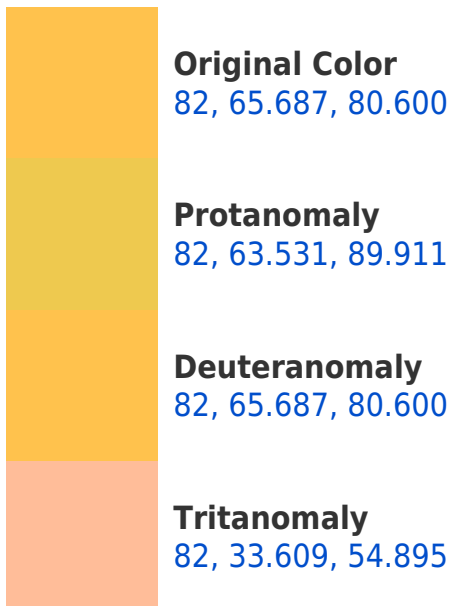 Original Color
82, 65.687, 80.600
Protanomaly
82, 63.531, 89.911
Deuteranomaly
82, 65.687, 80.600
Tritanomaly
82, 33.609, 54.895